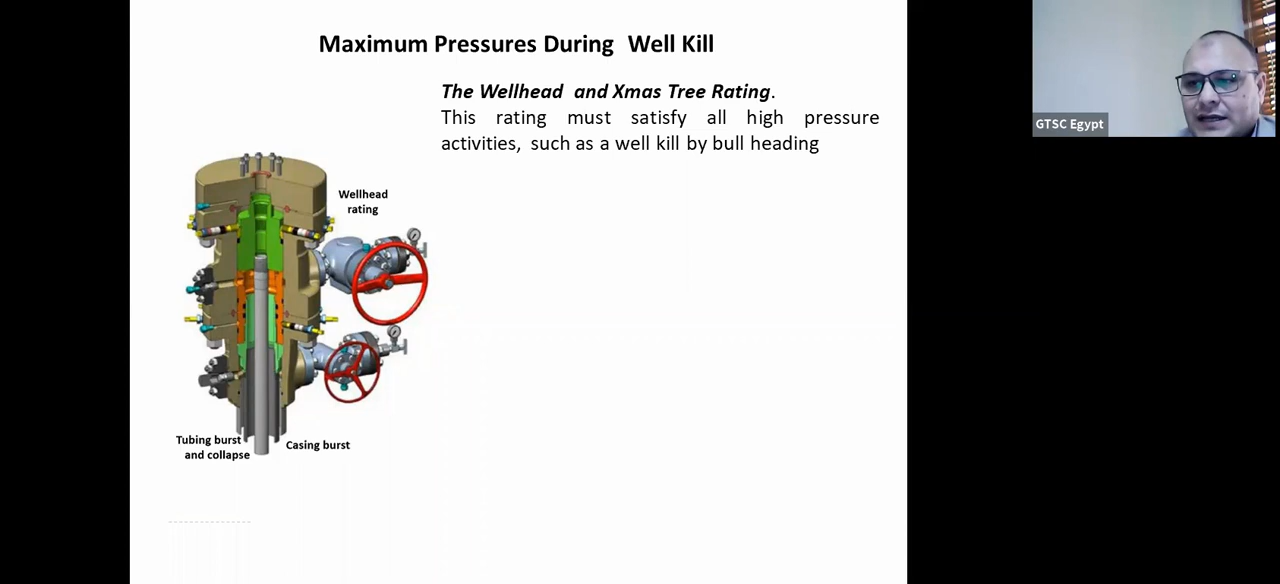 Maximum Pressures During Well Kill
The Wellhead and Xmas Tree Rating.
This rating must satisfy all high pressure
activities, such as a well kill by bull heading
Wellhead
rating
Tubing burst
and collapse
Casing burst
GTSC Egypt